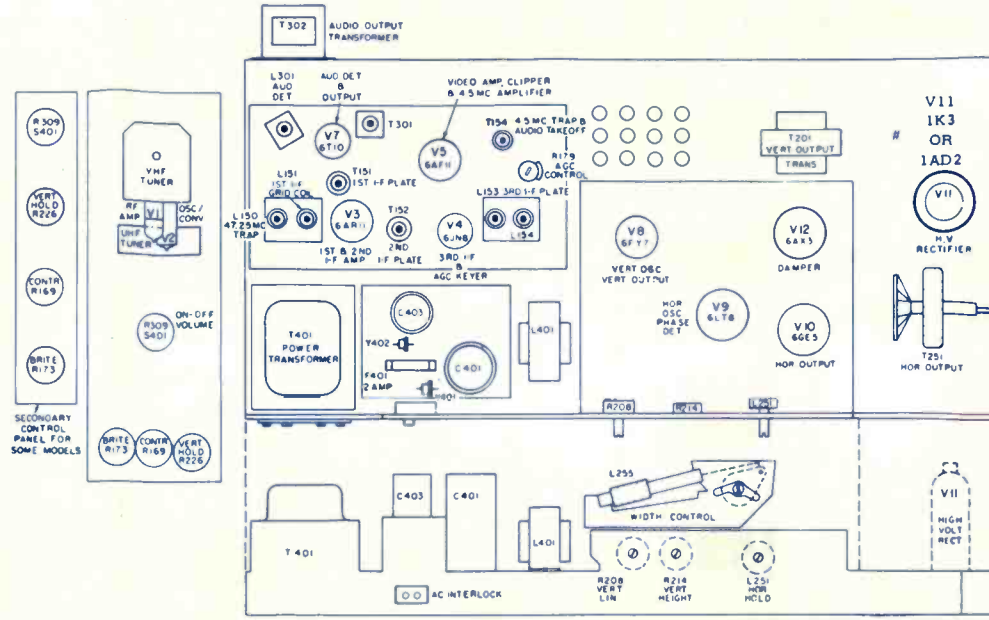 T302
AUDIO OUTPUT
TRANSFORMER
L301
AUD
DET
AUD DET
&
OUTPUT
VIDEO AMP, CLIPPER
& 4.5 MC AMPLIFIER
V7
6T10
T301
V5
6AF11
T154
4.5 MC TRAP &
AUDIO TAKEOFF
R179
AGC
CONTROL
L151
1ST I-F
GRID COIL
T151
1ST I-F PLATE
L153 3RD I-F PLATE
L150
47.25 MC
TRAP
V3
6AR11
T152
V4
6JN8
L154
1ST & 2ND
I-F AMP
2ND
I-F PLATE
3RD I-F
&
AGC KEYER
R309
S401
VERT
HOLD
R226
CONTR
R169
BRITE
R173
SECONDARY
CONTROL
PANEL FOR
SOME MODELS
VHF
TUNER
RF
AMP
V1
OSC/
CONV
UHF
TUNER
V2
R309
S401
ON-OFF
VOLUME
BRITE
R173
CONTR
R169
VERT
HOLD
R226
T401
POWER
TRANSFORMER
C403
Y402
F401
2 AMP
C401
Y401
L401
T201
VERT OUTPUT
TRANS
#
V11
1K3
OR
1AD2
V11
H.V
RECTIFIER
V8
6FY7
VERT OSC
VERT OUTPUT
V12
6AX3
DAMPER
HOR
OSC
PHASE
DET
V9
6LT8
V10
6GE5
HOR OUTPUT
T251
HOR OUTPUT
R208
R214
L251
T401
C403
C401
L401
L255
WIDTH CONTROL
R208
VERT
LIN
R214
VERT
HEIGHT
L251
HOR
HOLD
V11
HIGH
VOLT
RECT
AC INTERLOCK